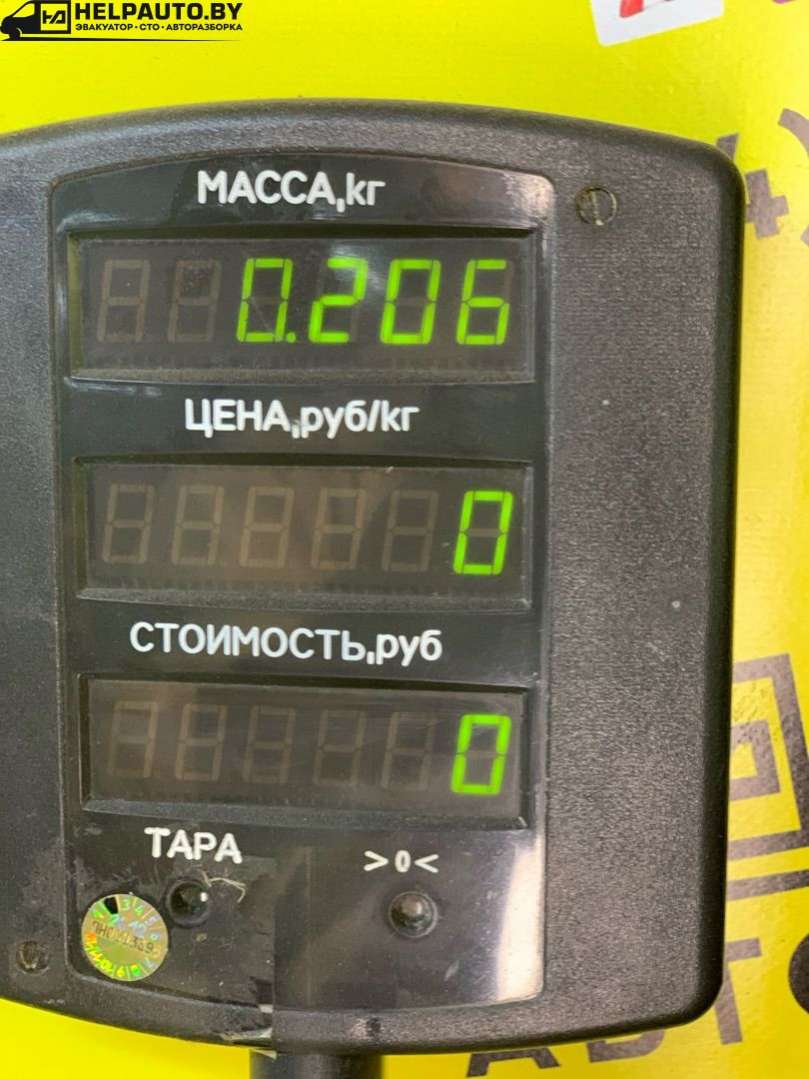 HELPAUTO.BY
ЭВАКУАТОР • СТО • АВТОРАЗБОРКА
МАССА,кг
0.206
ЦЕНА,руб/кг
0
СТОИМОСТЬ,руб
0
ТАРА >0<